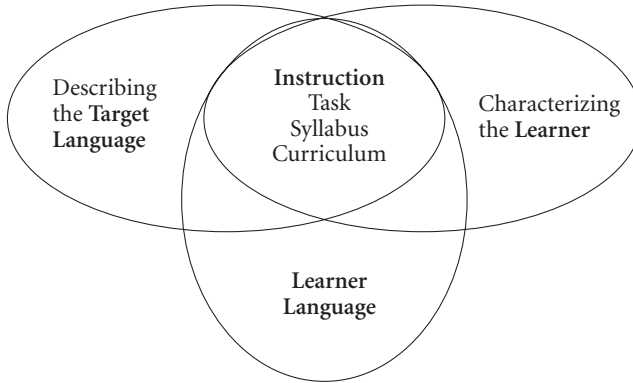 Describing
the Target
Language
Instruction
Task
Syllabus
Curriculum
Characterizing
the Learner
Learner
Language